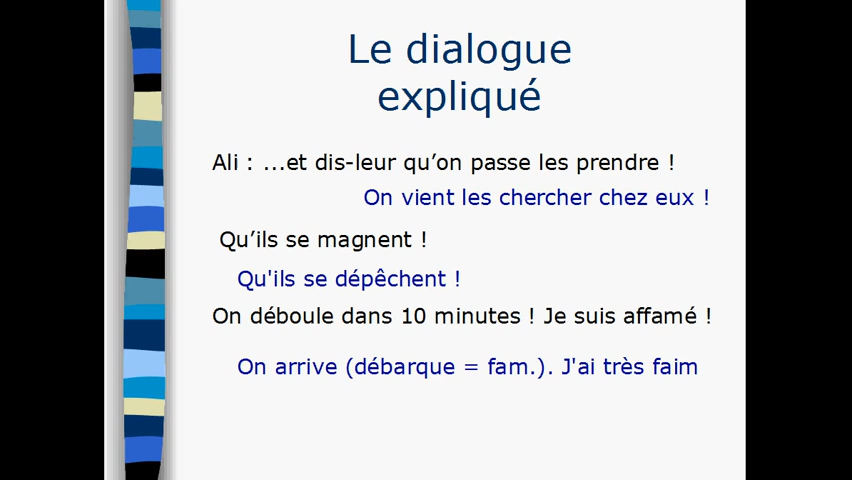 Le dialogue
expliqué
Ali : ...et dis-leur qu’on passe les prendre !
On vient les chercher chez eux !
Qu’ils se magnent !
Qu'ils se dépêchent !
On déboule dans 10 minutes ! Je suis affamé !
On arrive (débarque = fam.). J'ai très faim